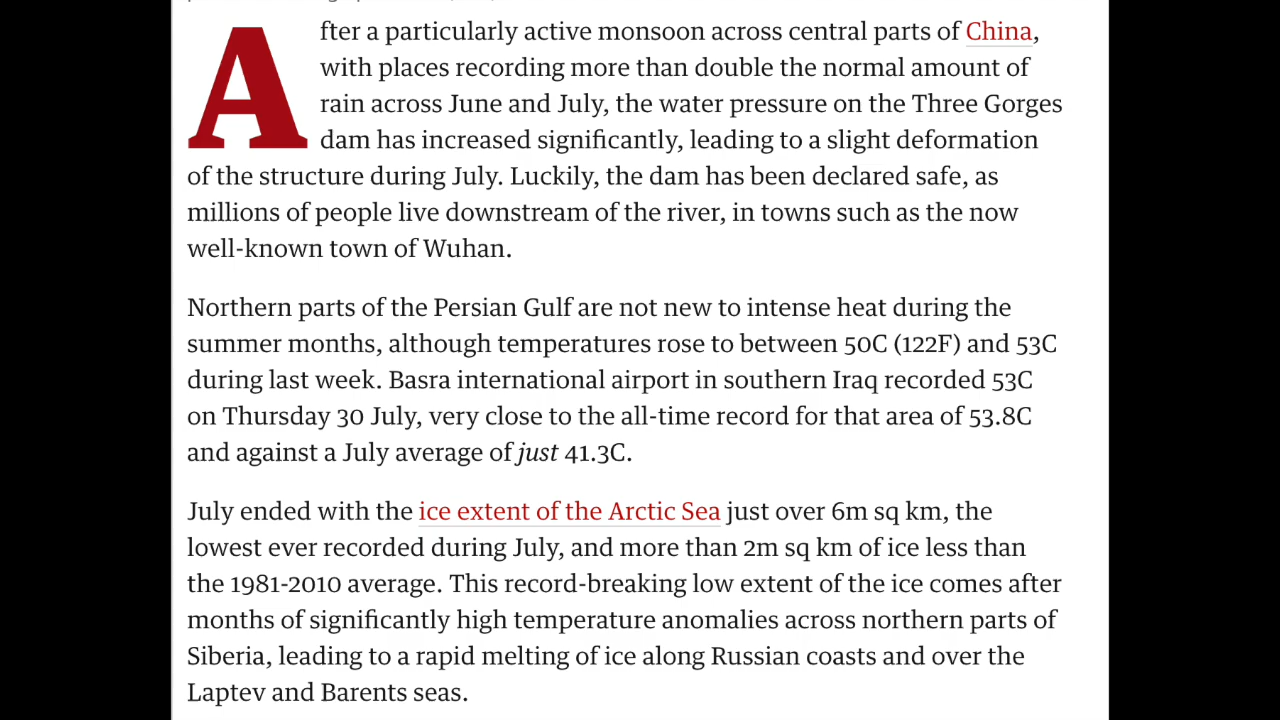 After a particularly active monsoon across central parts of China,
with places recording more than double the normal amount of
rain across June and July, the water pressure on the Three Gorges
dam has increased significantly, leading to a slight deformation
of the structure during July. Luckily, the dam has been declared safe, as
millions of people live downstream of the river, in towns such as the now
well-known town of Wuhan.
Northern parts of the Persian Gulf are not new to intense heat during the
summer months, although temperatures rose to between 50C (122F) and 53C
during last week. Basra international airport in southern Iraq recorded 53C
on Thursday 30 July, very close to the all-time record for that area of 53.8C
and against a July average of just 41.3C.
July ended with the ice extent of the Arctic Sea just over 6m sq km, the
lowest ever recorded during July, and more than 2m sq km of ice less than
the 1981-2010 average. This record-breaking low extent of the ice comes after
months of significantly high temperature anomalies across northern parts of
Siberia, leading to a rapid melting of ice along Russian coasts and over the
Laptev and Barents seas.